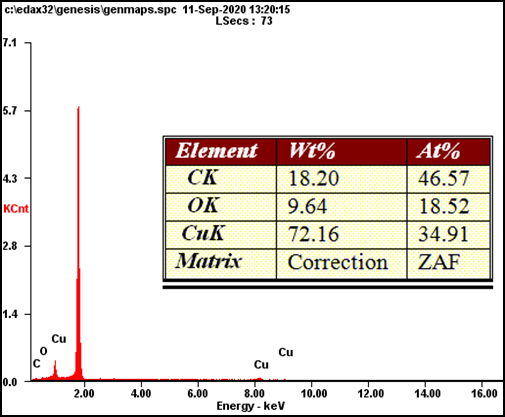 c:\edax32\genesis\genmaps.spc 11-Sep-2020 13:20:15
LSecs : 73
7.1
5.7
4.3
KCnt
2.8
1.4
0.0
Element Wt% At%
CK 18.20 46.57
OK 9.64 18.52
CuK 72.16 34.91
Matrix Correction ZAF
C
O
Cu
Cu
Cu
2.00 4.00 6.00 8.00 10.00 12.00 14.00 16.00
Energy - keV